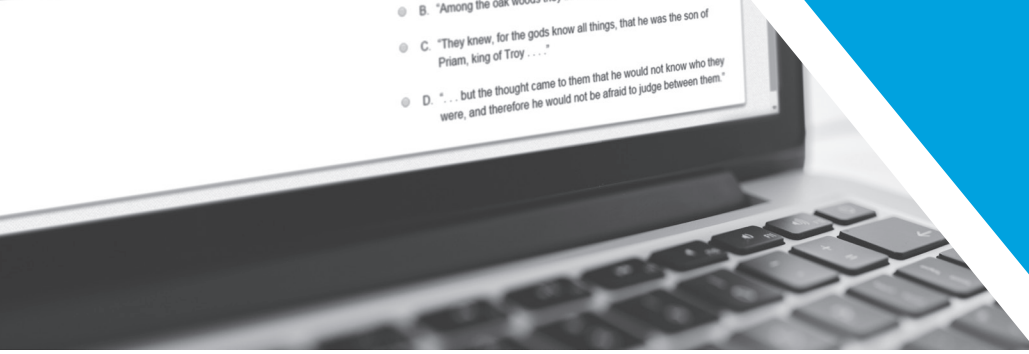 B. "Among the oak woods they
C. "They knew, for the gods know all things, that he was the son of
Priam, king of Troy . . . ."
D. ". . . but the thought came to them that he would not know who they
were, and therefore he would not be afraid to judge between them."